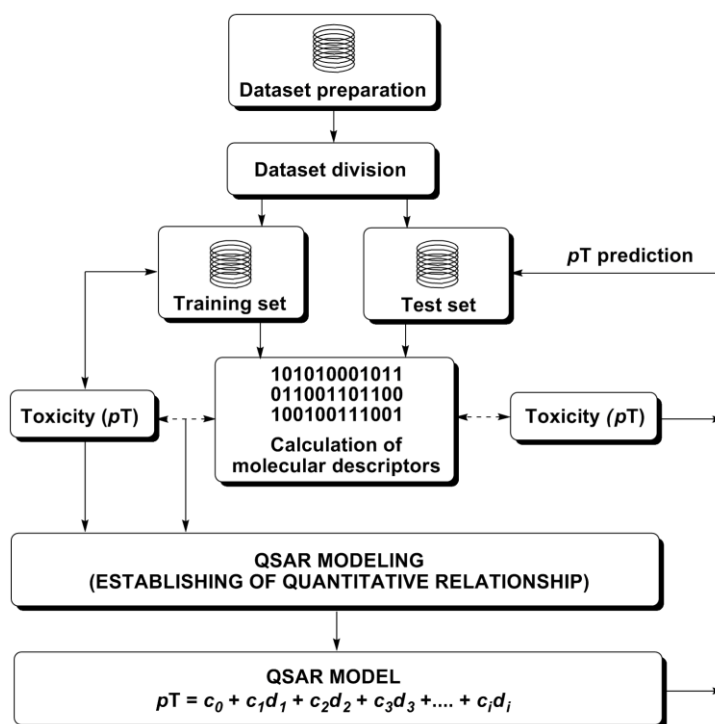 Dataset preparation
Dataset division
Training set
Test set
pT prediction
101010001011
011001101100
100100111001
Calculation of
molecular descriptors
Toxicity (pT)
Toxicity (pT)
QSAR MODELING
(ESTABLISHING OF QUANTITATIVE RELATIONSHIP)
QSAR MODEL
pT = c₀ + c₁d₁ + c₂d₂ + c₃d₃ +.... + cᵢdᵢ